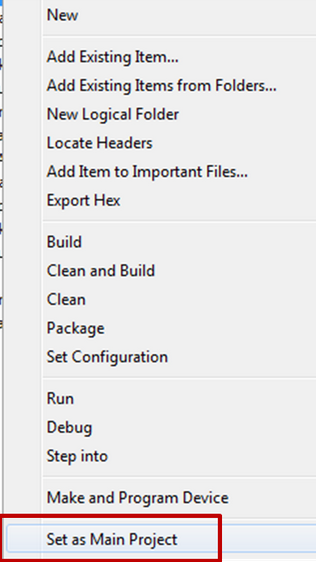 New
Add Existing Item...
Add Existing Items from Folders...
New Logical Folder
Locate Headers
Add Item to Important Files...
Export Hex
Build
Clean and Build
Clean
Package
Set Configuration
Run
Debug
Step into
Make and Program Device
Set as Main Project